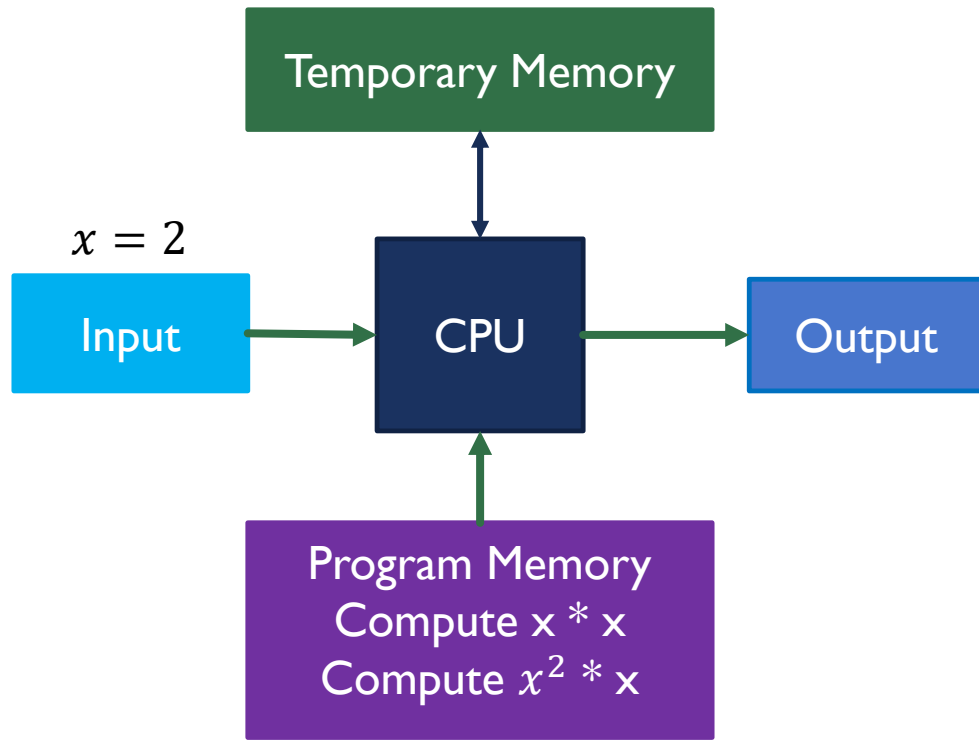 Temporary Memory
x = 2
Input
CPU
Output
Program Memory
Compute x * x
Compute x² * x